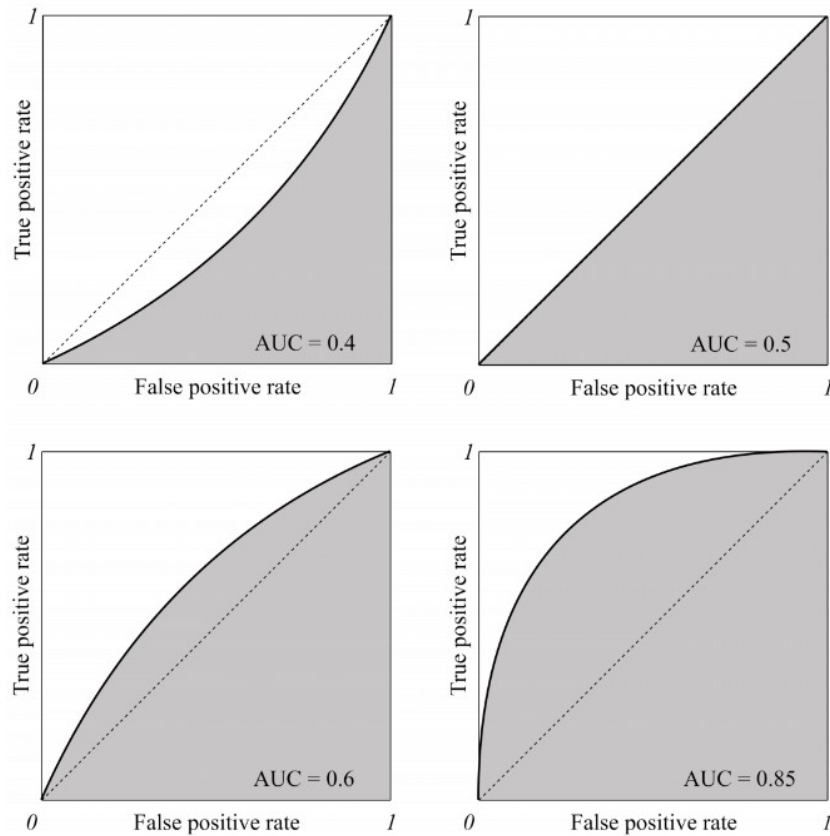 1
True positive rate
AUC = 0.4
0
False positive rate
1
1
True positive rate
AUC = 0.5
0
False positive rate
1
1
True positive rate
AUC = 0.6
0
False positive rate
1
1
True positive rate
AUC = 0.85
0
False positive rate
1